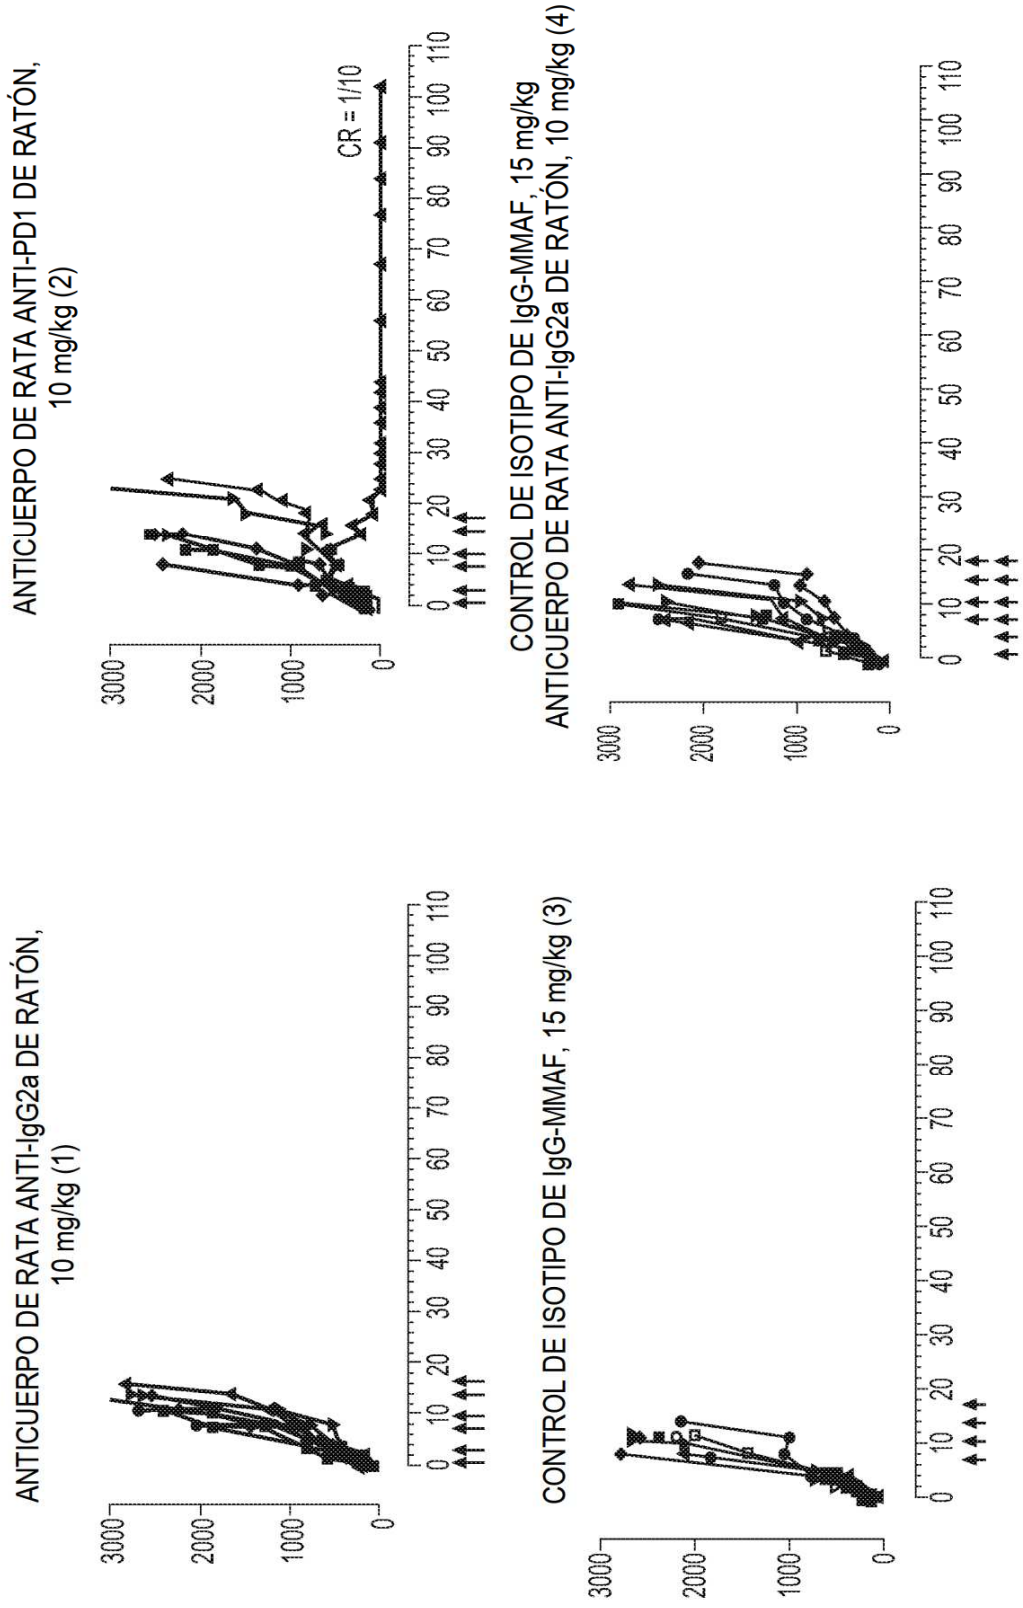 ANTICUERPO DE RATA ANTI-IgG2a DE RATÓN,
10 mg/kg (1)
3000
2000
1000
0
0 10 20 30 40 50 60 70 80 90 100 110
ANTICUERPO DE RATA ANTI-PD1 DE RATÓN,
10 mg/kg (2)
3000
2000
1000
0
CR = 1/10
0 10 20 30 40 50 60 70 80 90 100 110
CONTROL DE ISOTIPO DE IgG-MMAF, 15 mg/kg (3)
3000
2000
1000
0
0 10 20 30 40 50 60 70 80 90 100 110
CONTROL DE ISOTIPO DE IgG-MMAF, 15 mg/kg
ANTICUERPO DE RATA ANTI-IgG2a DE RATÓN, 10 mg/kg (4)
3000
2000
1000
0
0 10 20 30 40 50 60 70 80 90 100 110